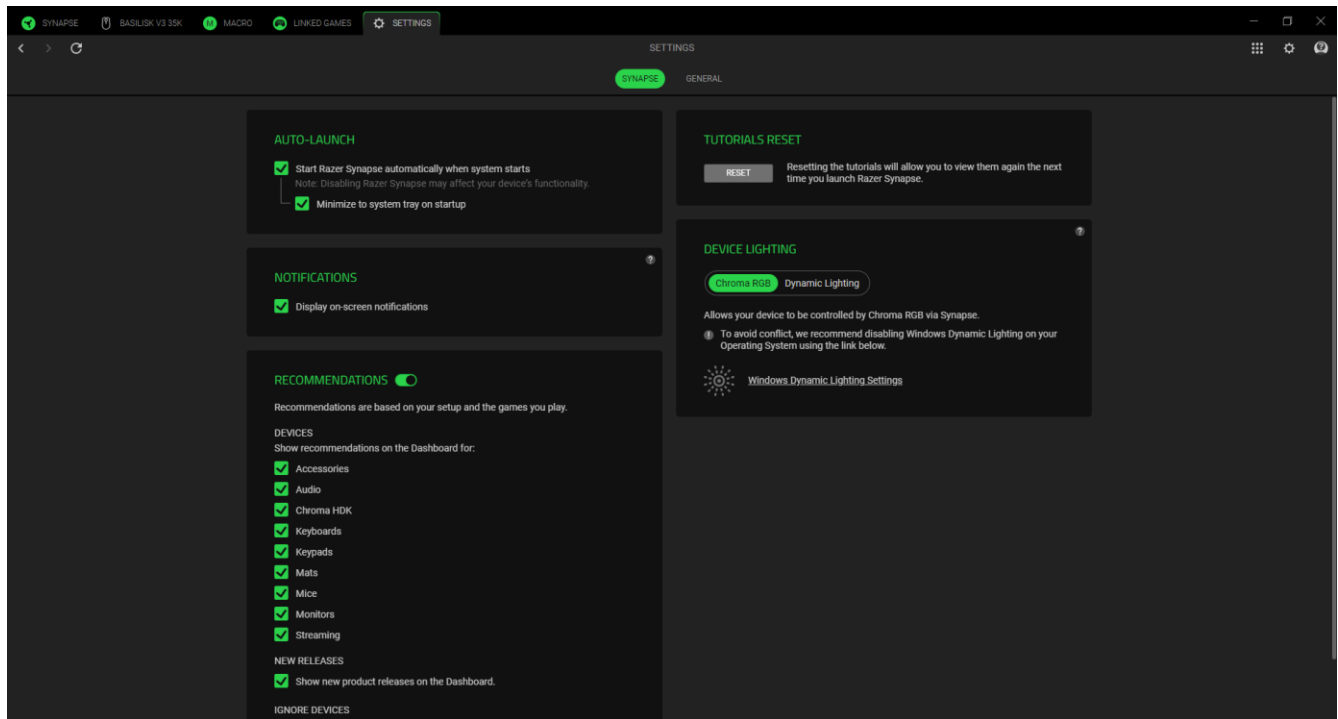 SYNAPSE
BASILISK V3 35K
MACRO
LINKED GAMES
SETTINGS
SETTINGS
SYNAPSE
GENERAL
AUTO-LAUNCH
Start Razer Synapse automatically when system starts
Note: Disabling Razer Synapse may affect your device's functionality.
Minimize to system tray on startup
NOTIFICATIONS
Display on-screen notifications
RECOMMENDATIONS
Recommendations are based on your setup and the games you play.
DEVICES
Show recommendations on the Dashboard for:
Accessories
Audio
Chroma HDK
Keyboards
Keypads
Mats
Mice
Monitors
Streaming
NEW RELEASES
Show new product releases on the Dashboard.
IGNORE DEVICES
TUTORIALS RESET
RESET
Resetting the tutorials will allow you to view them again the next
time you launch Razer Synapse.
DEVICE LIGHTING
Chroma RGB
Dynamic Lighting
Allows your device to be controlled by Chroma RGB via Synapse.
To avoid conflict, we recommend disabling Windows Dynamic Lighting on your
Operating System using the link below.
Windows Dynamic Lighting Settings